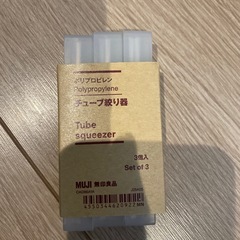 ポリプロピレン
Polypropylene
チューブ絞り器
Tube
squeezer
3個入
Set of 3
MUJI 無印良品